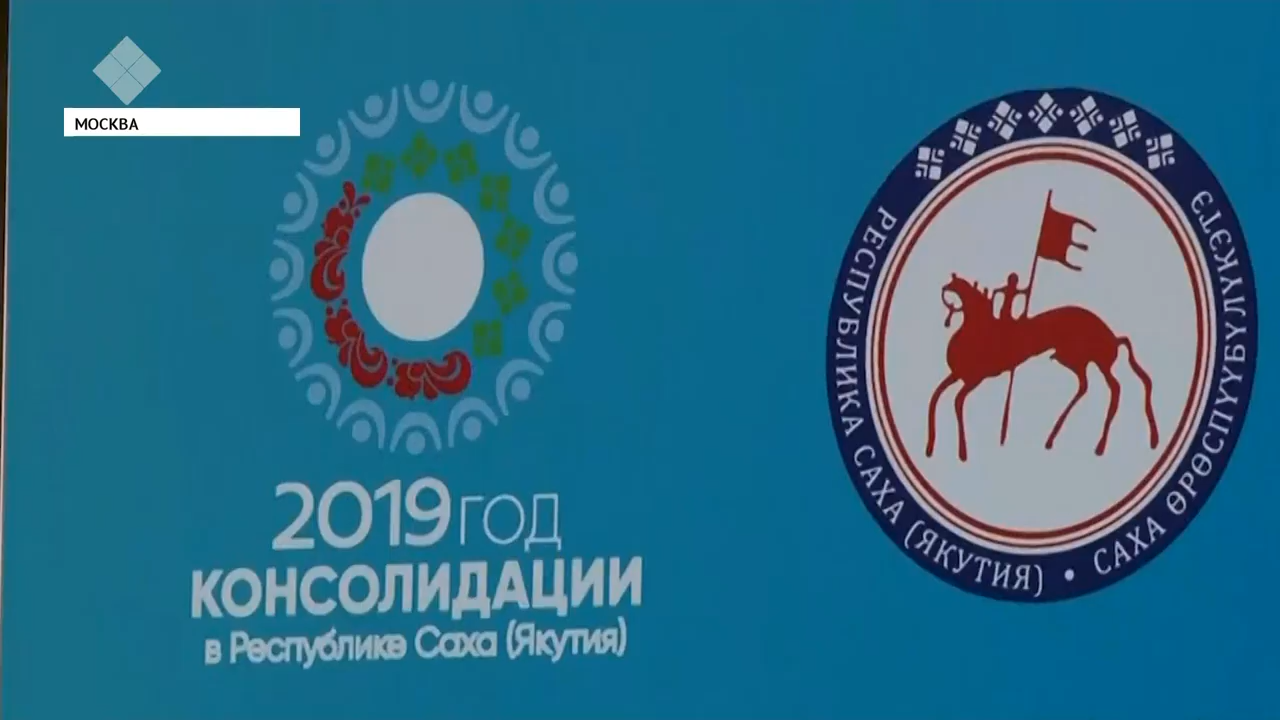 МОСКВА
2019 ГОД
КОНСОЛИДАЦИИ
в Республике Саха (Якутия)
РЕСПУБЛИКА САХА (ЯКУТИЯ) • САХА ӨРӨСПҮҮБҮЛҮКЭТЭ